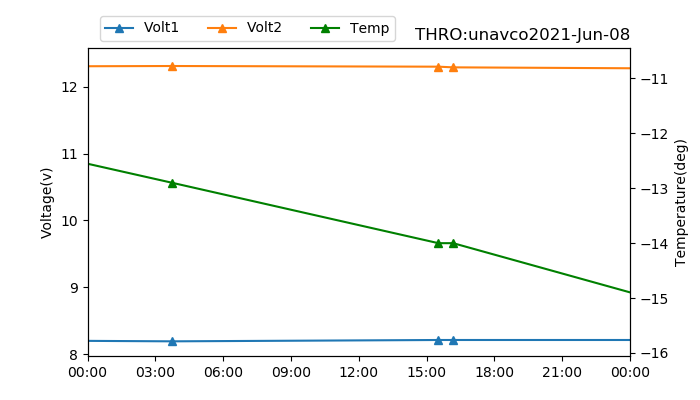 Volt1 Volt2 Temp
THRO:unavco2021-Jun-08
Voltage(v)
12
11
10
9
8
−11
−12
−13
−14
−15
−16
Temperature(deg)
00:00 03:00 06:00 09:00 12:00 15:00 18:00 21:00 00:00